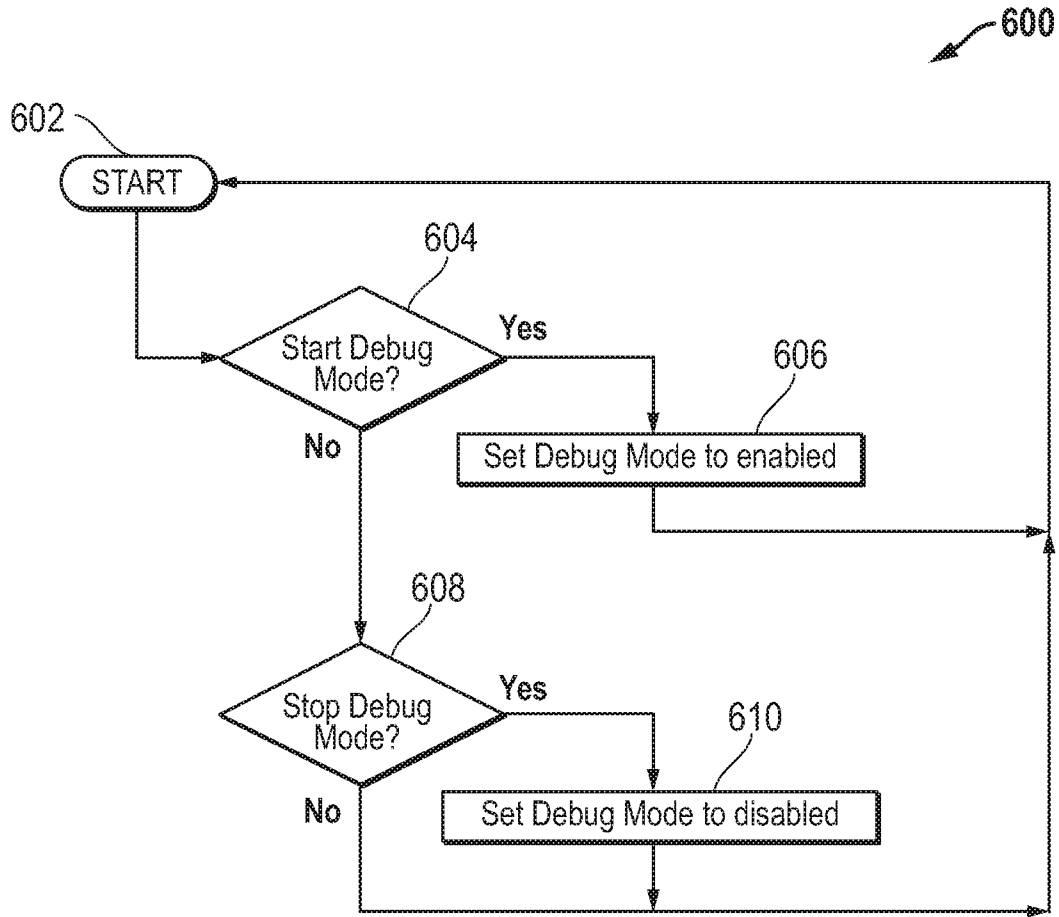 600
602
START
604
Start Debug
Mode?
Yes
No
606
Set Debug Mode to enabled
608
Stop Debug
Mode?
Yes
No
610
Set Debug Mode to disabled